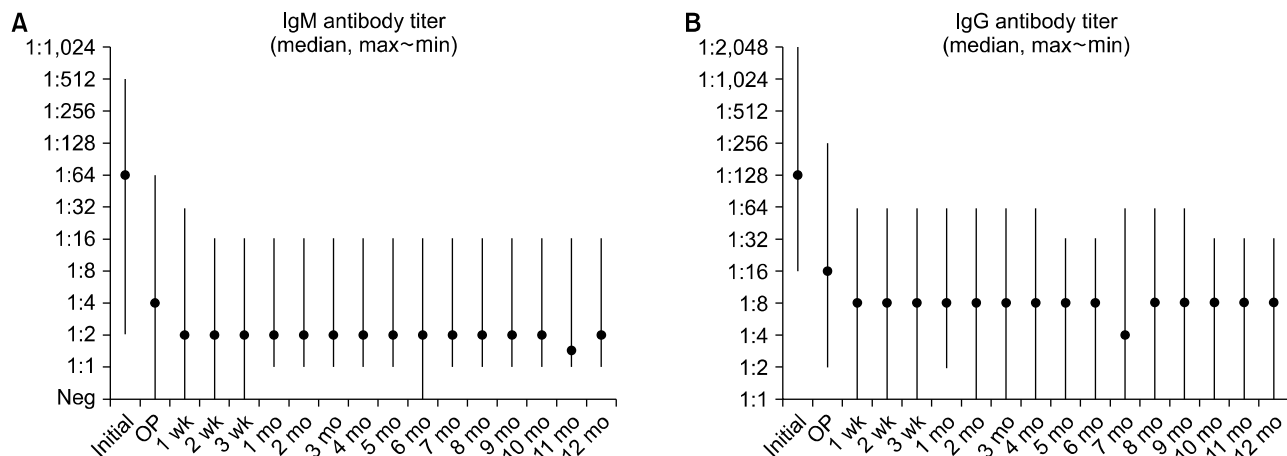 A
IgM antibody titer
(median, max~min)
1:1,024
1:512
1:256
1:128
1:64
1:32
1:16
1:8
1:4
1:2
1:1
Neg
Initial
OP
1 wk
2 wk
3 wk
1 mo
2 mo
3 mo
4 mo
5 mo
6 mo
7 mo
8 mo
9 mo
10 mo
11 mo
12 mo
B
IgG antibody titer
(median, max~min)
1:2,048
1:1,024
1:512
1:256
1:128
1:64
1:32
1:16
1:8
1:4
1:2
1:1
Initial
OP
1 wk
2 wk
3 wk
1 mo
2 mo
3 mo
4 mo
5 mo
6 mo
7 mo
8 mo
9 mo
10 mo
11 mo
12 mo